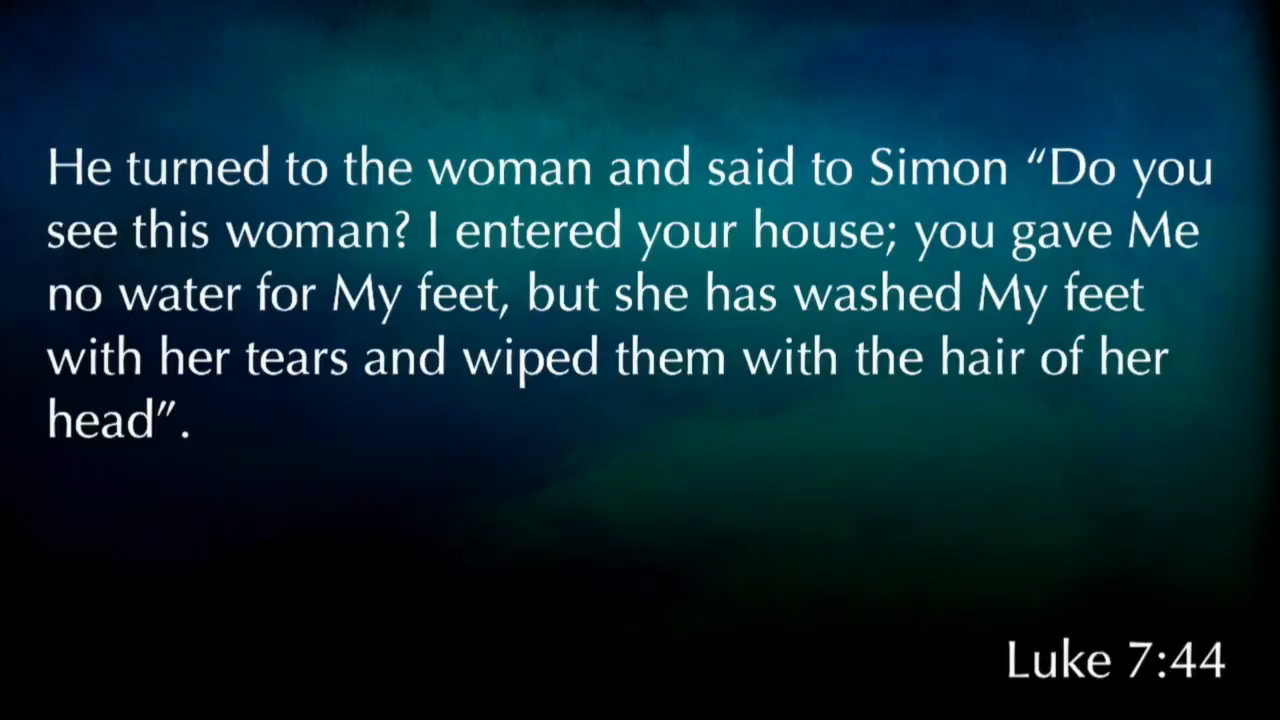 He turned to the woman and said to Simon “Do you
see this woman? I entered your house; you gave Me
no water for My feet, but she has washed My feet
with her tears and wiped them with the hair of her
head”.
Luke 7:44